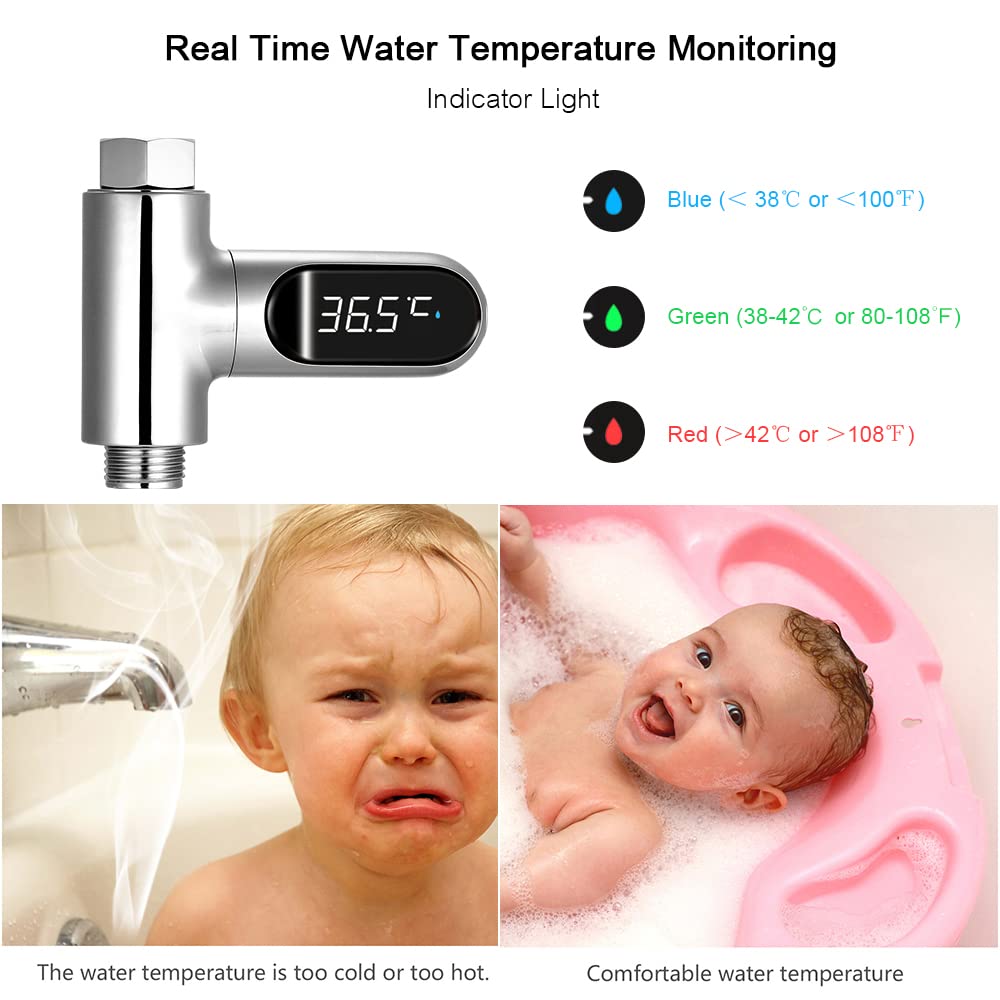 Real Time Water Temperature Monitoring
Indicator Light
Blue (< 38℃ or <100℉)
36.5℃
Green (38-42℃ or 80-108°F)
Red (>42℃ or >108℉)
The water temperature is too cold or too hot.
Comfortable water temperature